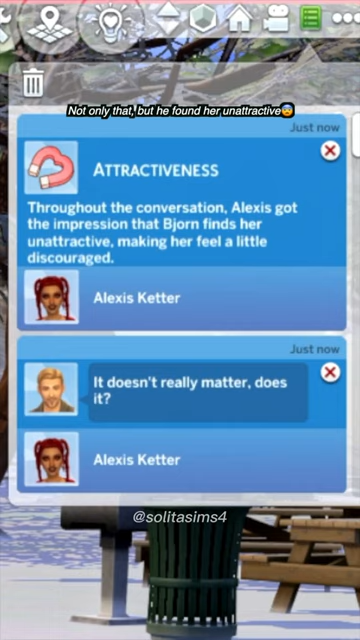 Not only that, but he found her unattractive😨
Just now
ATTRACTIVENESS
Throughout the conversation, Alexis got
the impression that Bjorn finds her
unattractive, making her feel a little
discouraged.
Alexis Ketter
Just now
It doesn't really matter, does
it?
Alexis Ketter
@solitasims4